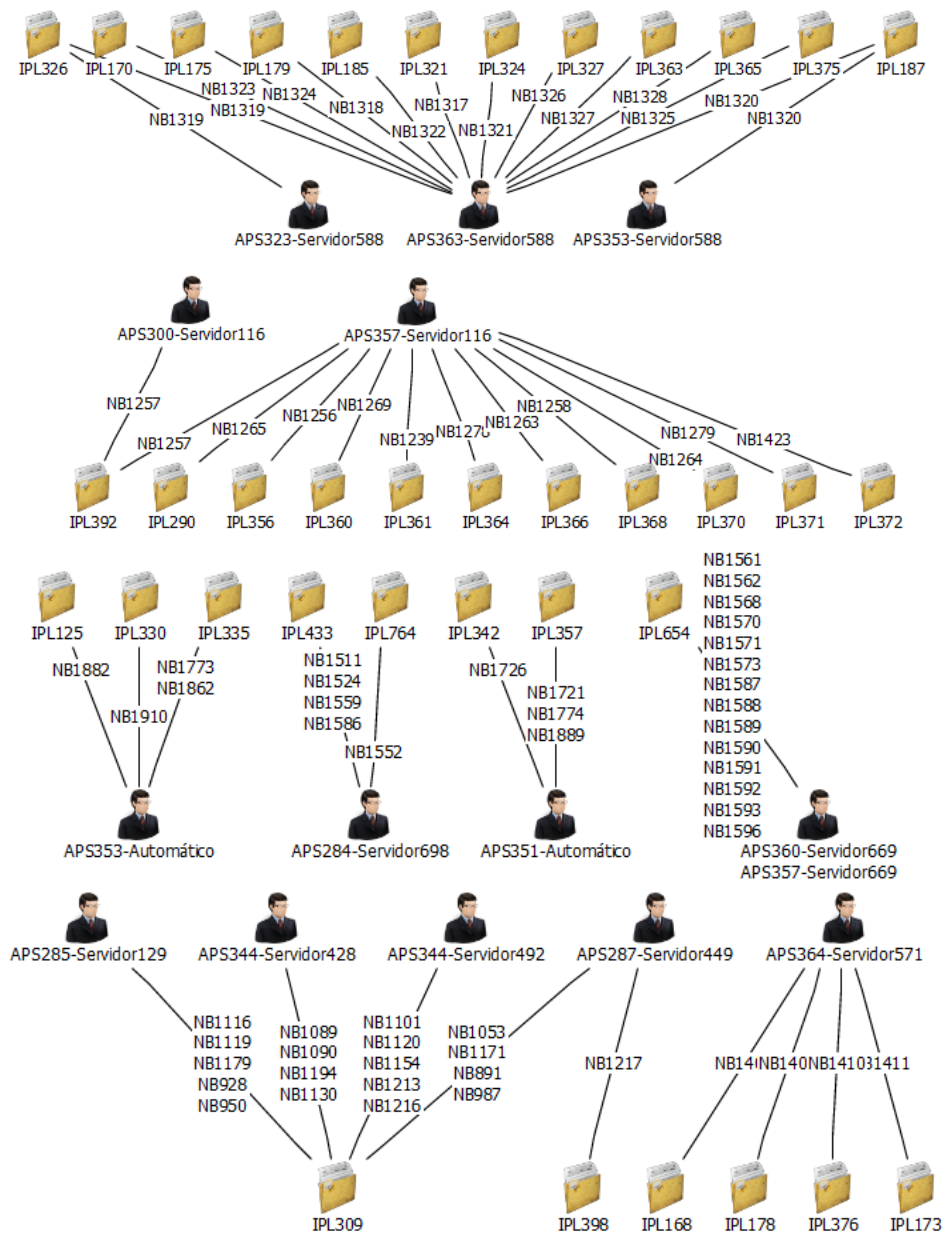 IPL326 IPL170 IPL175 IPL179 IPL185 IPL321 IPL324 IPL327 IPL363 IPL365 IPL375 IPL187
NB1323 NB1324 NB1318 NB1317 NB1326 NB1328 NB1320
NB1319 NB1319 NB1322 NB1321 NB1327 NB1325 NB1320
APS323-Servidor588 APS363-Servidor588 APS353-Servidor588
APS300-Servidor116 APS357-Servidor116
NB1257 NB1269 NB1258
NB1257 NB1265 NB1256 NB1239 NB1263 NB1264 NB1279 NB1423
IPL392 IPL290 IPL356 IPL360 IPL361 IPL364 IPL366 IPL368 IPL370 IPL371 IPL372
IPL125 IPL330 IPL335 IPL433 IPL764 IPL342 IPL357 IPL654
NB1882
NB1910
NB1773
NB1862
NB1511
NB1524
NB1559
NB1586
NB1552
NB1726
NB1721
NB1774
NB1889
NB1561
NB1562
NB1568
NB1570
NB1571
NB1573
NB1587
NB1588
NB1589
NB1590
NB1591
NB1592
NB1593
NB1596
APS353-Automático APS284-Servidor698 APS351-Automático APS360-Servidor669
APS357-Servidor669
APS285-Servidor129 APS344-Servidor428 APS344-Servidor492 APS287-Servidor449 APS364-Servidor571
NB1116
NB1119
NB1179
NB928
NB950
NB1089
NB1090
NB1194
NB1130
NB1101
NB1120
NB1154
NB1213
NB1216
NB1053
NB1171
NB891
NB987
NB1217
NB1410
IPL309 IPL398 IPL168 IPL178 IPL376 IPL173